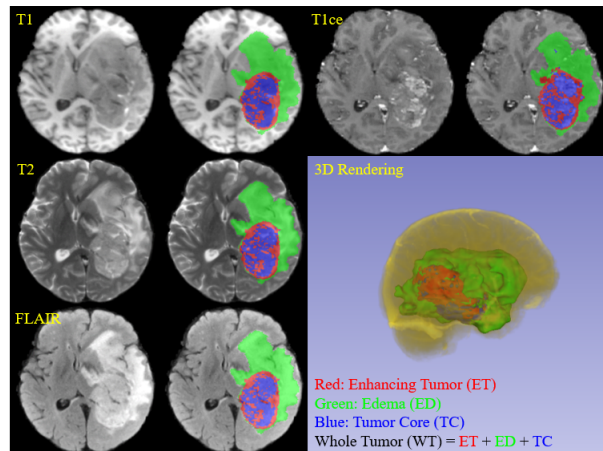 T1
T1ce
T2
3D Rendering
FLAIR
Red: Enhancing Tumor (ET)
Green: Edema (ED)
Blue: Tumor Core (TC)
Whole Tumor (WT) = ET + ED + TC